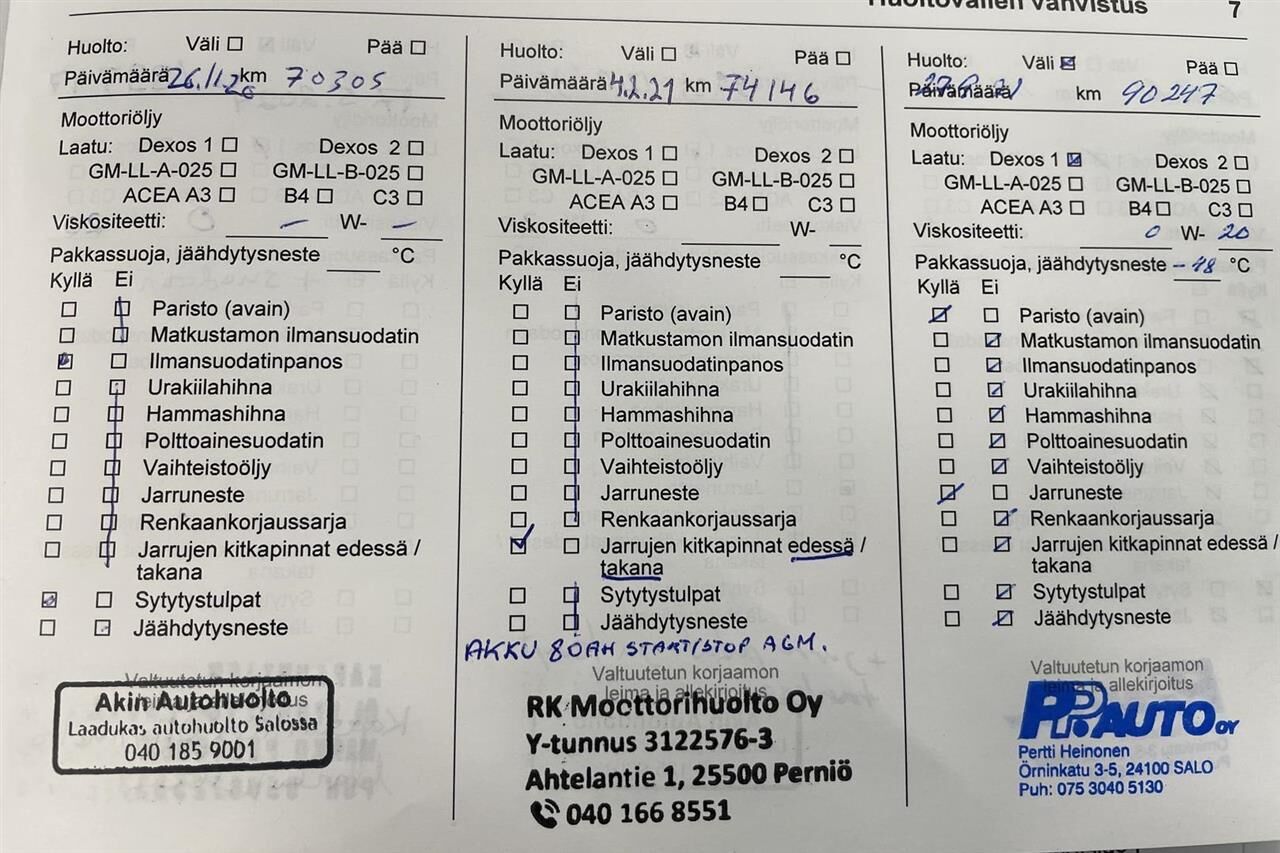 Huoltovälien vahvistus 7
Huolto: Väli Pää
Päivämäärä 26.11.20 km 70305
Moottoriöljy
Laatu: Dexos 1 Dexos 2
GM-LL-A-025 GM-LL-B-025
ACEA A3 B4 C3
Viskositeetti: – W- –
Pakkassuoja, jäähdytysneste °C
Kyllä Ei
Paristo (avain)
Matkustamon ilmansuodatin
Ilmansuodatinpanos
Urakiilahihna
Hammashihna
Polttoainesuodatin
Vaihteistoöljy
Jarruneste
Renkaankorjaussarja
Jarrujen kitkapinnat edessä /
takana
Sytytystulpat
Jäähdytysneste
Valtuutetun korjaamon
leima ja allekirjoitus
Akin Autohuolto
Laadukas autohuolto Salossa
040 185 9001
Huolto: Väli Pää
Päivämäärä 4.2.21 km 74146
Moottoriöljy
Laatu: Dexos 1 Dexos 2
GM-LL-A-025 GM-LL-B-025
ACEA A3 B4 C3
Viskositeetti: W-
Pakkassuoja, jäähdytysneste °C
Kyllä Ei
Paristo (avain)
Matkustamon ilmansuodatin
Ilmansuodatinpanos
Urakiilahihna
Hammashihna
Polttoainesuodatin
Vaihteistoöljy
Jarruneste
Renkaankorjaussarja
Jarrujen kitkapinnat edessä /
takana
Sytytystulpat
Jäähdytysneste
AKKU 80AH START/STOP AGM.
Valtuutetun korjaamon
leima ja allekirjoitus
RK Moottorihuolto Oy
Y-tunnus 3122576-3
Ahtelantie 1, 25500 Perniö
040 166 8551
Huolto: Väli Pää
Päivämäärä km 90247
Moottoriöljy
Laatu: Dexos 1 Dexos 2
GM-LL-A-025 GM-LL-B-025
ACEA A3 B4 C3
Viskositeetti: 0 W- 20
Pakkassuoja, jäähdytysneste -48 °C
Kyllä Ei
Paristo (avain)
Matkustamon ilmansuodatin
Ilmansuodatinpanos
Urakiilahihna
Hammashihna
Polttoainesuodatin
Vaihteistoöljy
Jarruneste
Renkaankorjaussarja
Jarrujen kitkapinnat edessä /
takana
Sytytystulpat
Jäähdytysneste
Valtuutetun korjaamon
leima ja allekirjoitus
PP.AUTO OY
Pertti Heinonen
Örninkatu 3-5, 24100 SALO
Puh: 075 3040 5130